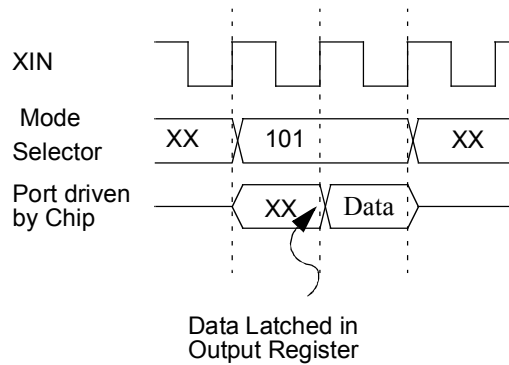 XIN
Mode
Selector
XX
101
XX
Port driven
by Chip
XX
Data
Data Latched in
Output Register